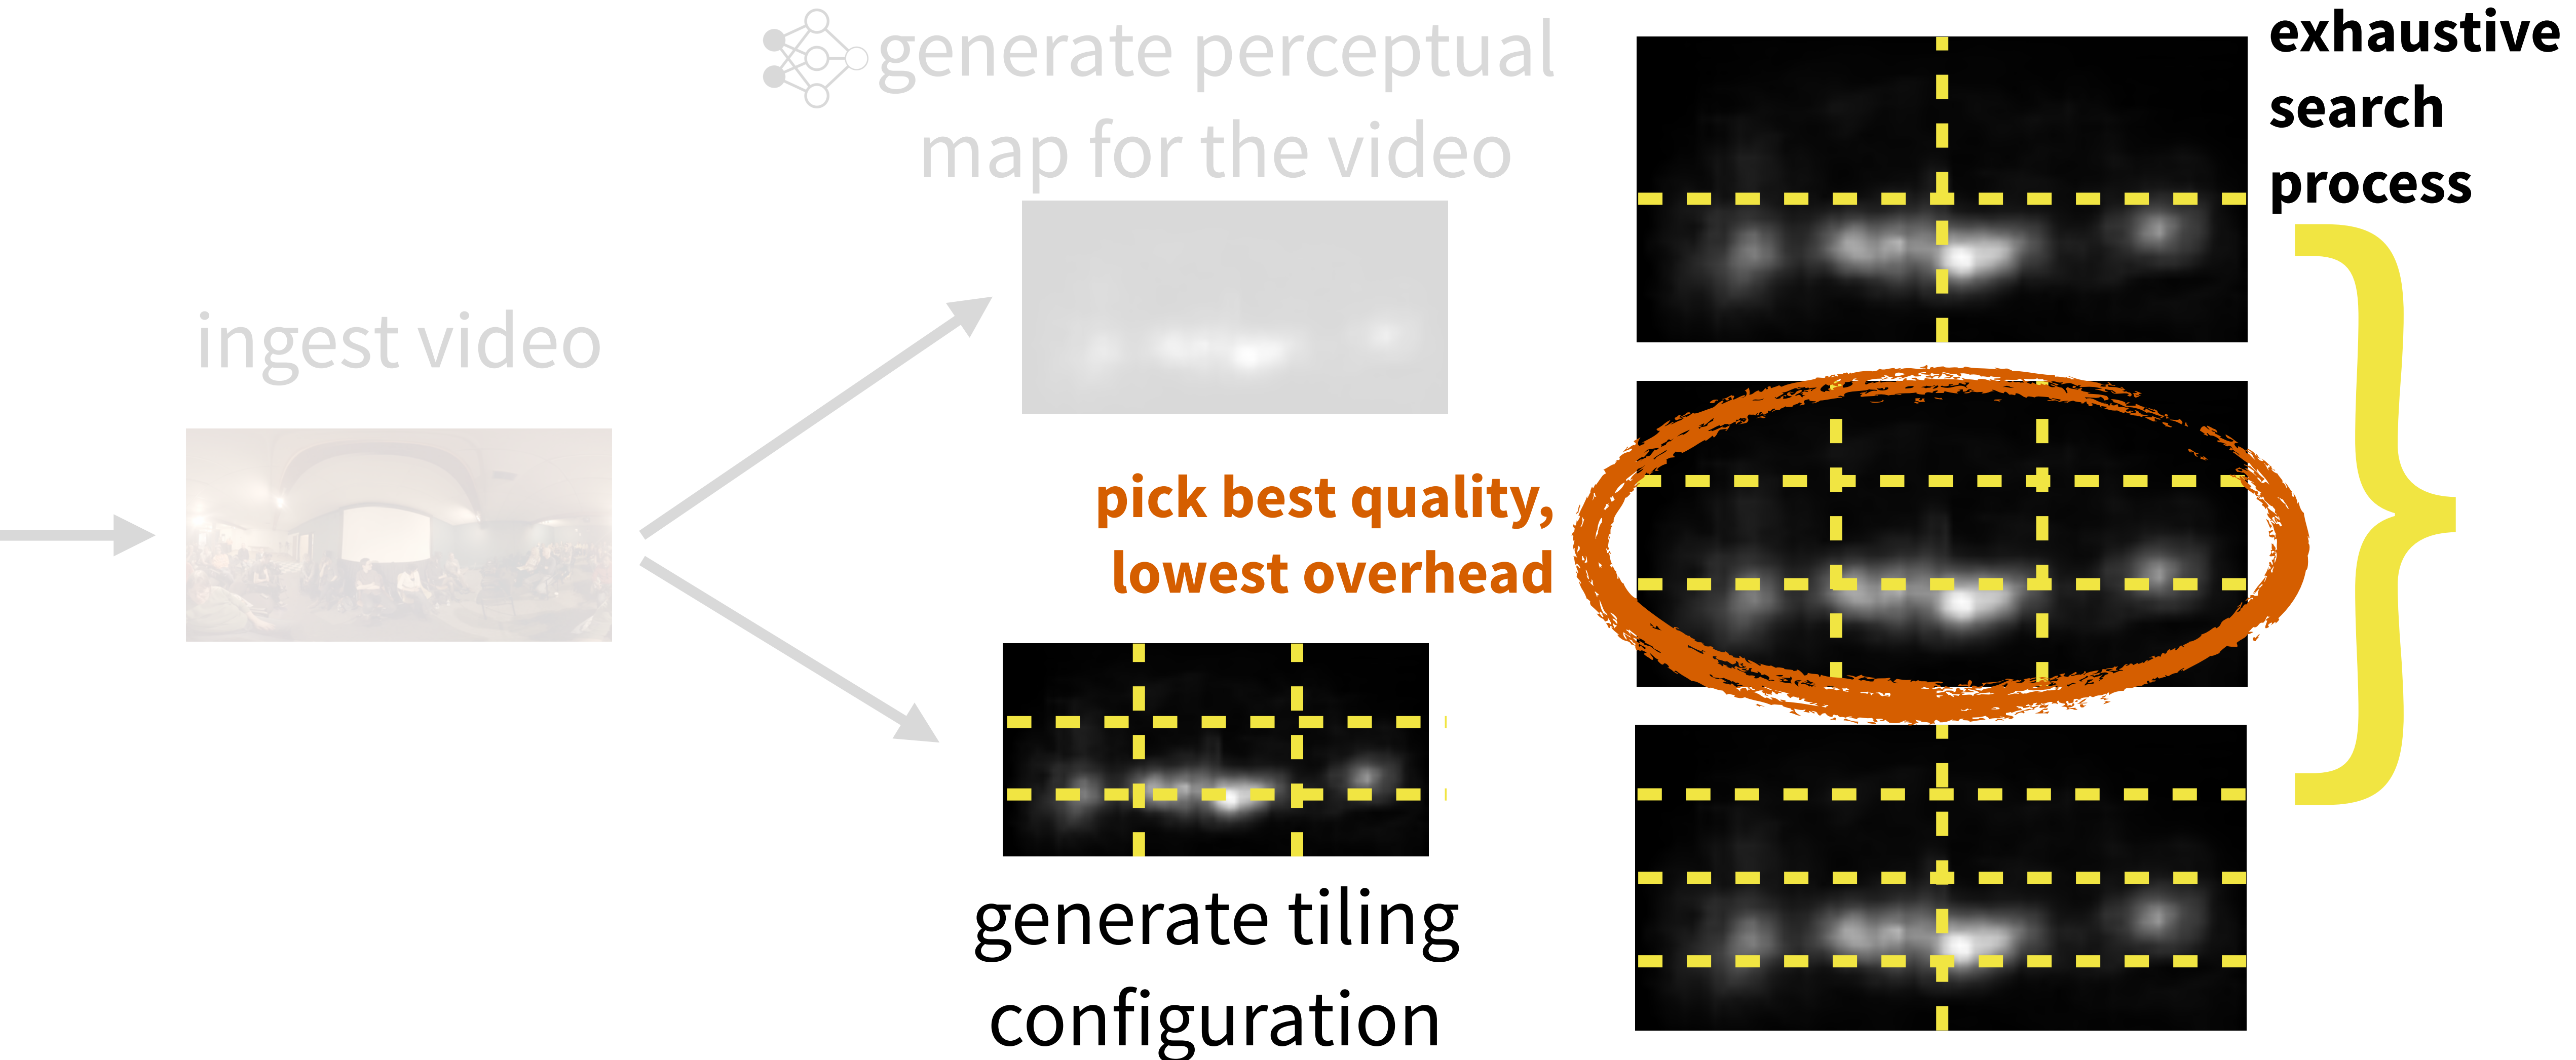 generate perceptual
map for the video
exhaustive
search
process
ingest video
pick best quality,
lowest overhead
generate tiling
configuration